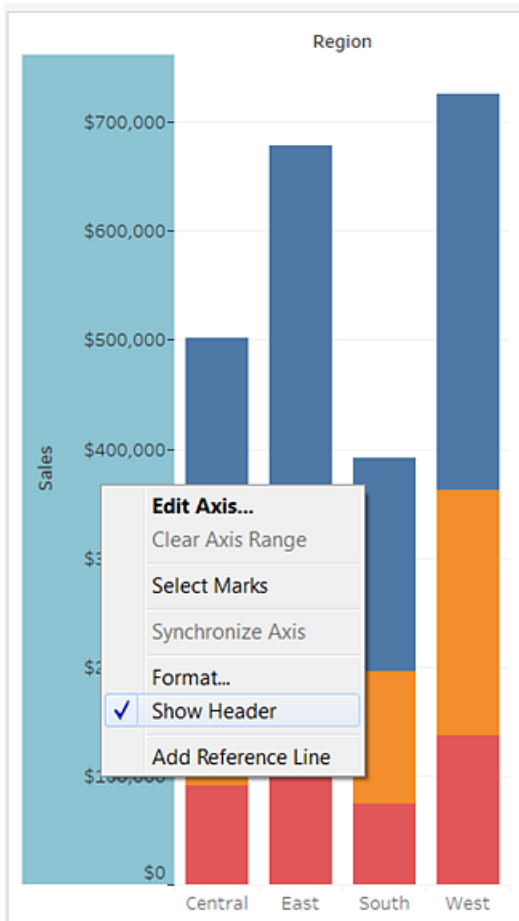 Region
$700,000
$600,000
$500,000
$400,000
Sales
Edit Axis...
Clear Axis Range
Select Marks
Synchronize Axis
Format...
Show Header
Add Reference Line
$0
Central East South West